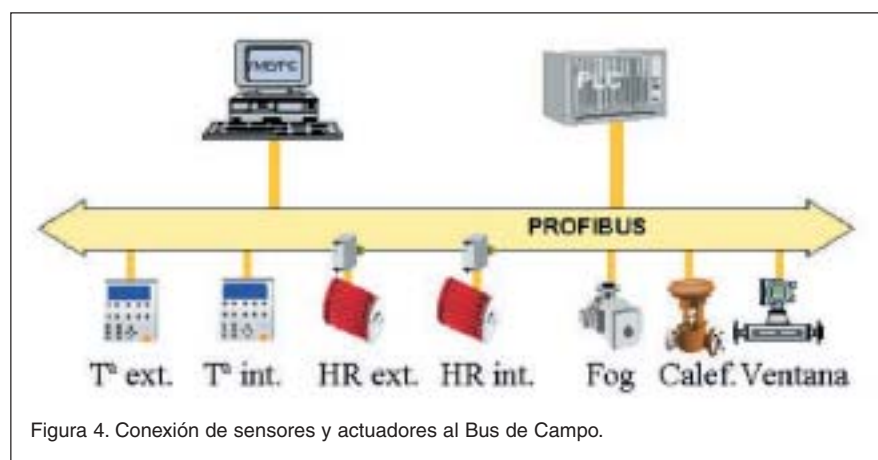 PLC
PROFIBUS
Tª ext. Tª int. HR ext. HR int. Fog Calef. Ventana
Figura 4. Conexión de sensores y actuadores al Bus de Campo.